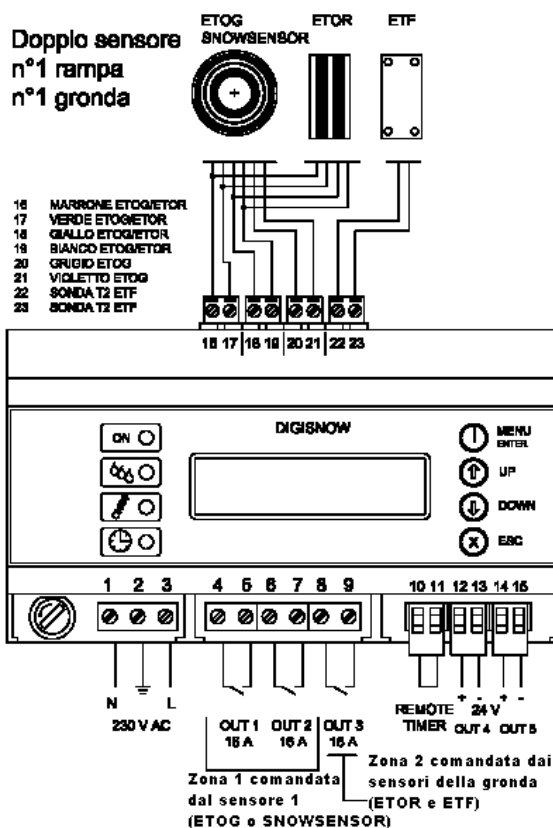 Doppio sensore
n°1 rampa
n°1 gronda
ETOG
SNOWSENSOR
ETOR
ETF
16 MARRONE ETOG/ETOR
17 VERDE ETOG/ETOR
18 GIALLO ETOG/ETOR
19 BIANCO ETOG/ETOR
20 GRIGIO ETOG
21 VIOLETTO ETOG
22 SONDA T2 ETF
23 SONDA T2 ETF
16 17 18 19 20 21 22 23
DIGISNOW
ON
MENU
ENTER
UP
DOWN
ESC
1 2 3 4 5 6 7 8 9 10 11 12 13 14 15
N L
230 V AC
OUT 1
16 A
OUT 2
16 A
OUT 3
16 A
REMOTE
TIMER
+ - + -
24 V
OUT 4 OUT 5
Zona 1 comandata
dal sensore 1
(ETOG o SNOWSENSOR)
Zona 2 comandata dai
sensori della gronda
(ETOR e ETF)